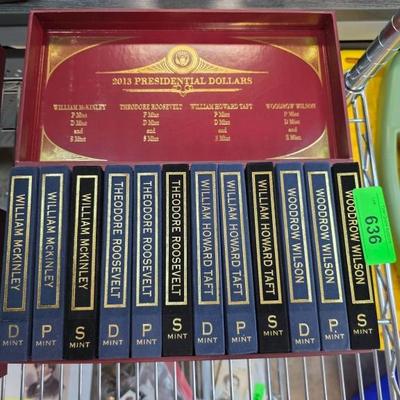 2013 PRESIDENTIAL DOLLARS
WILLIAM McKINLEY
P Mint
D Mint
and
S Mint
THEODORE ROOSEVELT
P Mint
D Mint
and
S Mint
WILLIAM HOWARD TAFT
P Mint
D Mint
and
S Mint
WOODROW WILSON
P Mint
D Mint
and
S Mint
WILLIAM McKINLEY
D
MINT
WILLIAM McKINLEY
P
MINT
WILLIAM McKINLEY
S
MINT
THEODORE ROOSEVELT
D
MINT
THEODORE ROOSEVELT
P
MINT
THEODORE ROOSEVELT
S
MINT
WILLIAM HOWARD TAFT
D
MINT
WILLIAM HOWARD TAFT
P
MINT
WILLIAM HOWARD TAFT
S
MINT
WOODROW WILSON
D
MINT
WOODROW WILSON
P
MINT
WOODROW WILSON
S
MINT
636